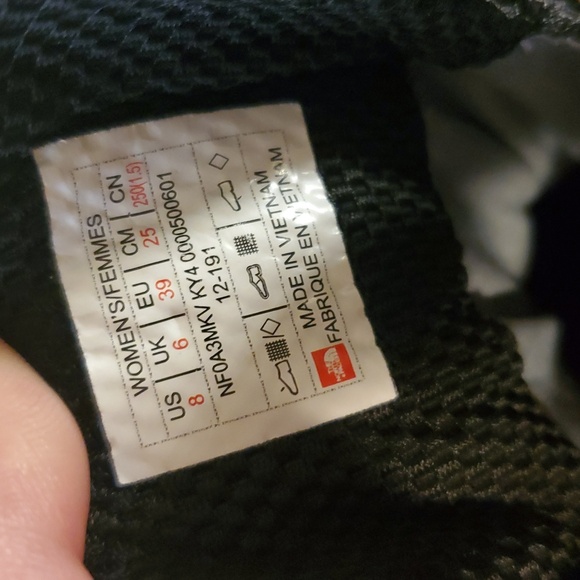 WOMEN'S/FEMMES
US UK EU CM CN
8 6 39 25 250(1.5)
NF0A3MKV KY4 0000500601
12-191
MADE IN VIETNAM
FABRIQUE EN VIETNAM